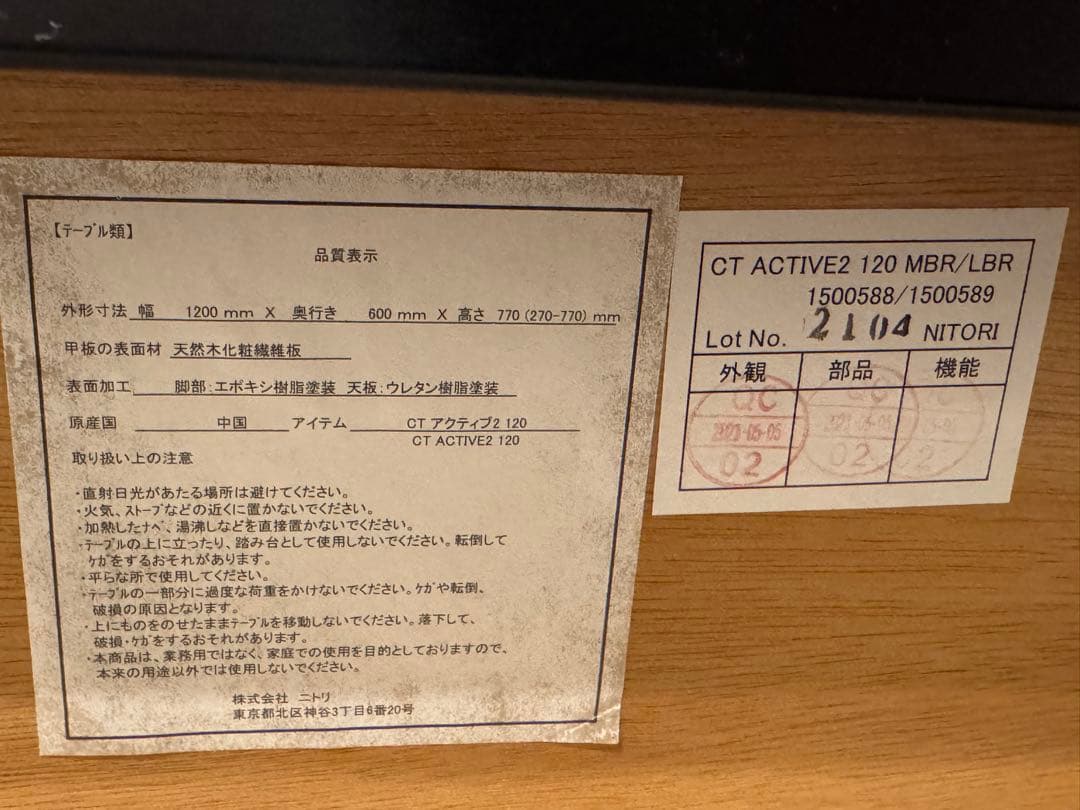 【ﾃｰﾌﾞﾙ類】
品質表示
外形寸法 幅 1200 mm X 奥行き 600 mm X 高さ 770 (270-770) mm
甲板の表面材 天然木化粧繊維板
表面加工 脚部:エポキシ樹脂塗装 天板:ウレタン樹脂塗装
原産国 中国 アイテム CT アクティブ2 120
CT ACTIVE2 120
取り扱い上の注意
・直射日光があたる場所は避けてください。
・火気、ｽﾄｰﾌﾞなどの近くに置かないでください。
・加熱したﾅﾍﾞ、湯沸しなどを直接置かないでください。
・ﾃｰﾌﾞﾙの上に立ったり、踏み台として使用しないでください。転倒して
ｹｶﾞをするおそれがあります。
・平らな所で使用してください。
・ﾃｰﾌﾞﾙの一部分に過度な荷重をかけないでください。ｹｶﾞや転倒、
破損の原因となります。
・上にものをのせたままﾃｰﾌﾞﾙを移動しないでください。落下して、
破損・ｹｶﾞをするおそれがあります。
・本商品は、業務用ではなく、家庭での使用を目的としておりますので、
本来の用途以外では使用しないでください。
株式会社 ニトリ
東京都北区神谷3丁目6番20号
CT ACTIVE2 120 MBR/LBR
1500588/1500589
Lot No. 2104 NITORI
外観 部品 機能
QC QC
02 02 2